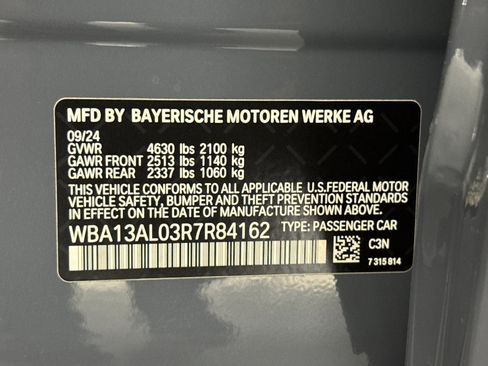 MFD BY BAYERISCHE MOTOREN WERKE AG
09/24
GVWR 4630 lbs 2100 kg
GAWR FRONT 2513 lbs 1140 kg
GAWR REAR 2337 lbs 1060 kg
THIS VEHICLE CONFORMS TO ALL APPLICABLE U.S.FEDERAL MOTOR
VEHICLE SAFETY, BUMPER AND THEFT PREVENTION STANDARDS
IN EFFECT ON THE DATE OF MANUFACTURE SHOWN ABOVE.
WBA13AL03R7R84162 TYPE: PASSENGER CAR
C3N
7 315 814